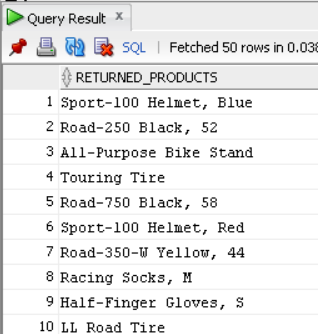 Query Result x
SQL | Fetched 50 rows in 0.038
RETURNED_PRODUCTS
1 Sport-100 Helmet, Blue
2 Road-250 Black, 52
3 All-Purpose Bike Stand
4 Touring Tire
5 Road-750 Black, 58
6 Sport-100 Helmet, Red
7 Road-350-W Yellow, 44
8 Racing Socks, M
9 Half-Finger Gloves, S
10 LL Road Tire